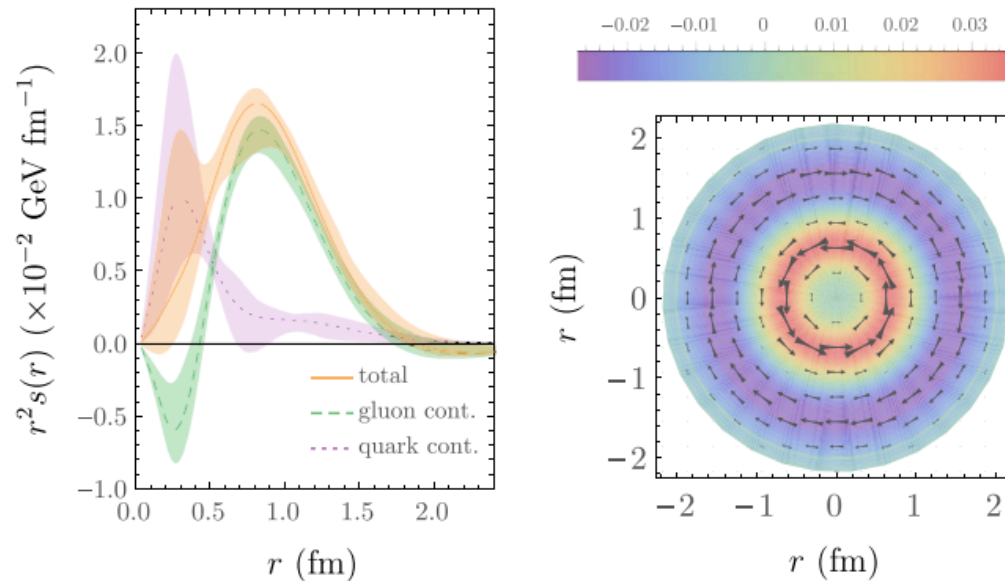 r²s(r) (×10⁻² GeV fm⁻¹)
2.0
1.5
1.0
0.5
0.0
−0.5
−1.0
total
gluon cont.
quark cont.
0.0 0.5 1.0 1.5 2.0
r (fm)
−0.02 −0.01 0 0.01 0.02 0.03
r (fm)
2
1
0
−1
−2
−2 −1 0 1 2
r (fm)